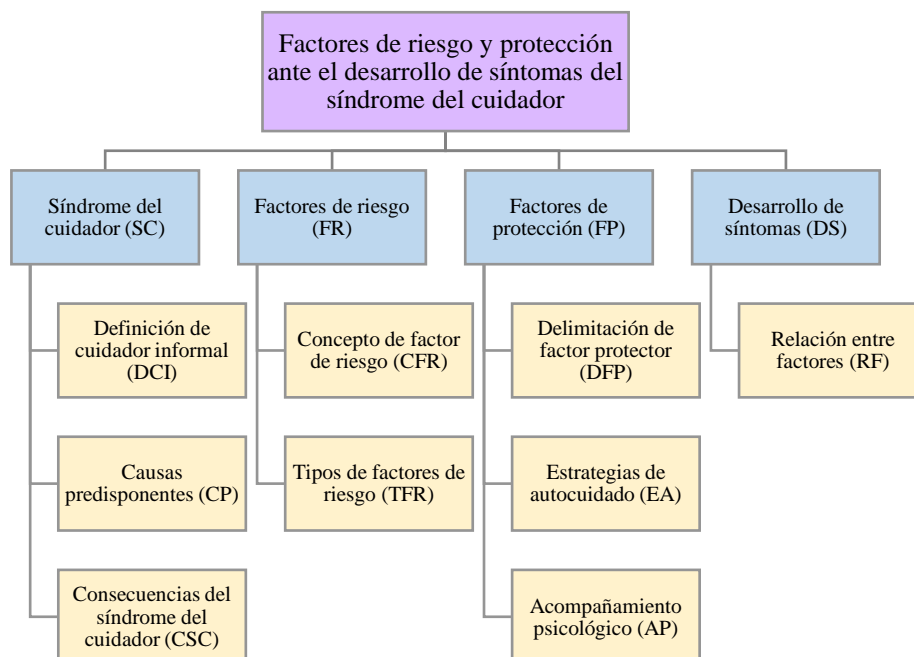 Factores de riesgo y protección
ante el desarrollo de síntomas del
síndrome del cuidador
Síndrome del
cuidador (SC)
Factores de riesgo
(FR)
Factores de
protección (FP)
Desarrollo de
síntomas (DS)
Definición de
cuidador informal
(DCI)
Concepto de factor
de riesgo (CFR)
Delimitación de
factor protector
(DFP)
Relación entre
factores (RF)
Causas
predisponentes (CP)
Tipos de factores de
riesgo (TFR)
Estrategias de
autocuidado (EA)
Consecuencias del
síndrome del
cuidador (CSC)
Acompañamiento
psicológico (AP)